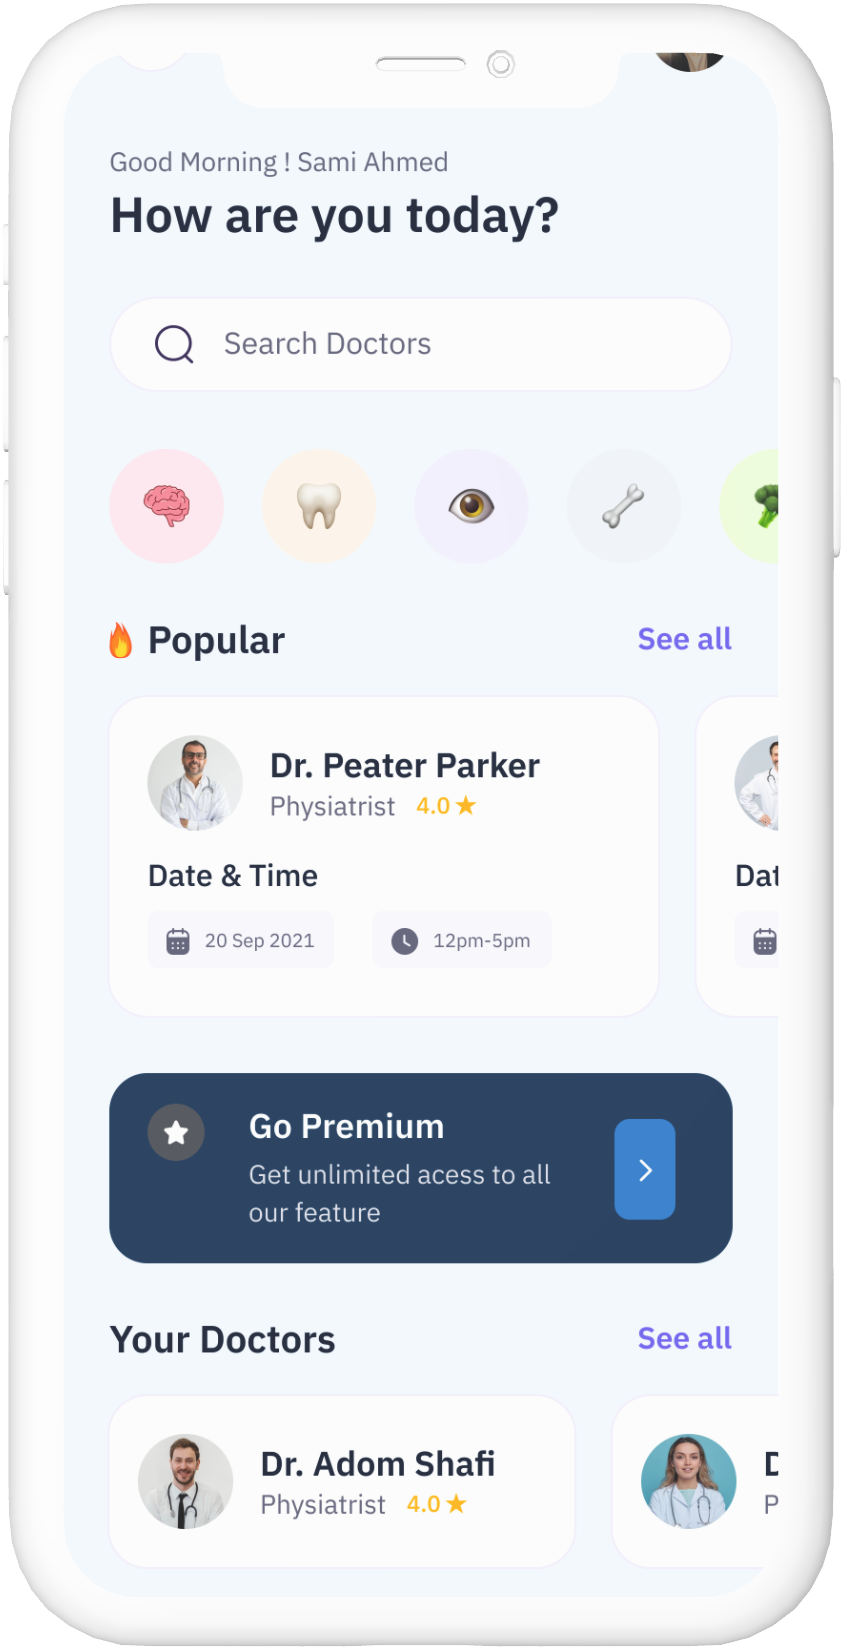 Good Morning ! Sami Ahmed
How are you today?
Search Doctors
Popular
See all
Dr. Peater Parker
Physiatrist 4.0
Date & Time
Dat
20 Sep 2021
12pm-5pm
Go Premium
Get unlimited acess to all
our feature
Your Doctors
See all
Dr. Adom Shafi
D
Physiatrist 4.0
P